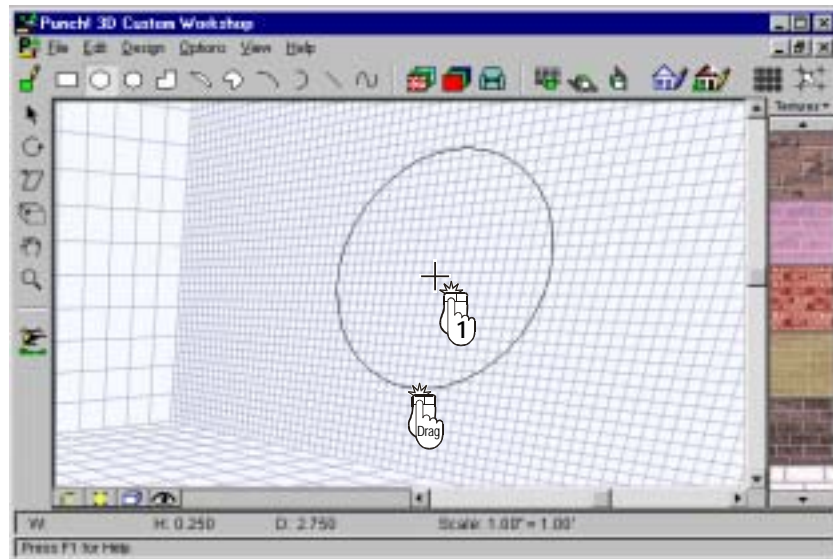 Punch! 3D Custom Workshop
File Edit Design Options View Help
Textures
1
Drag
W: H: 0.250 D: 2.750 Scale: 1.00" = 1.00'
Press F1 for Help